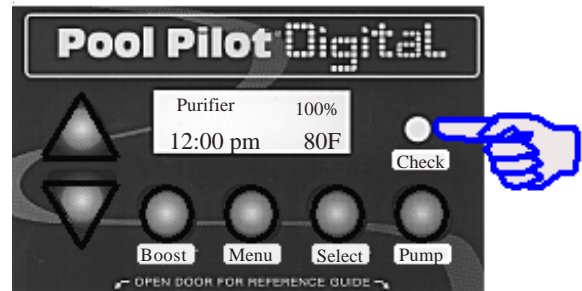 Pool Pilot Digital
Purifier 100%
12:00 pm 80F
Check
Boost Menu Select Pump
OPEN DOOR FOR REFERENCE GUIDE